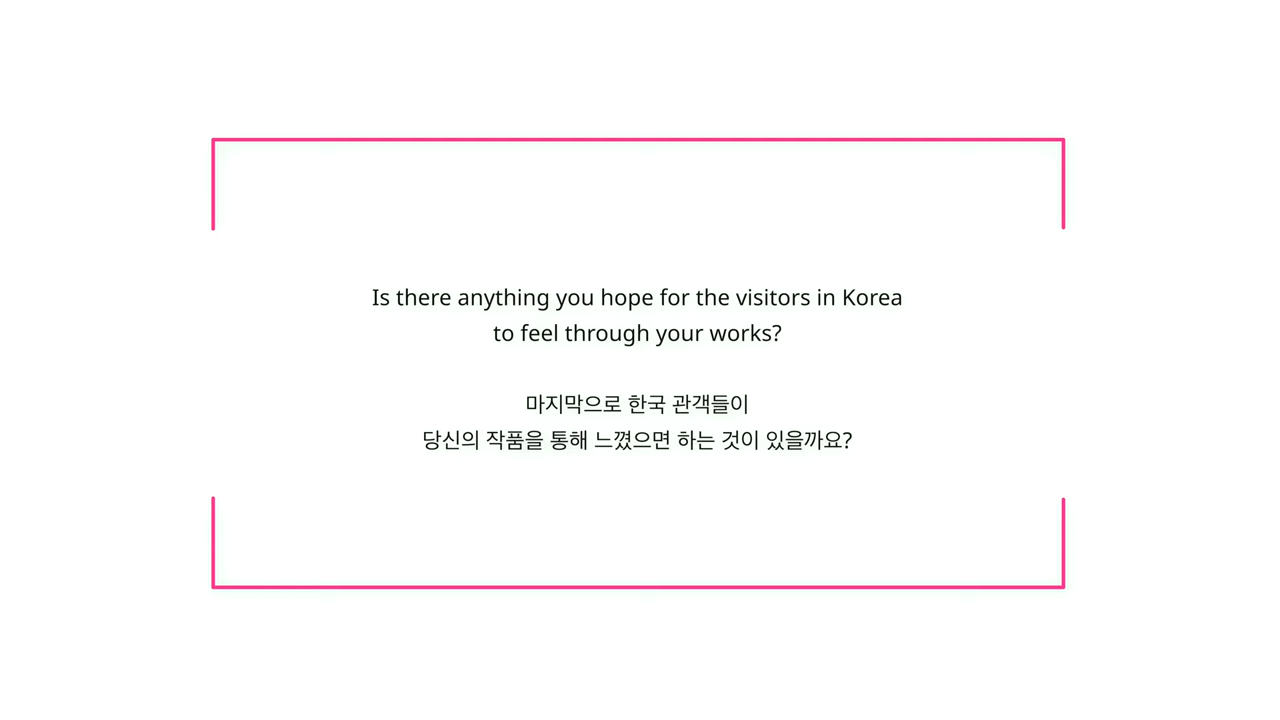 Is there anything you hope for the visitors in Korea
to feel through your works?
마지막으로 한국 관객들이
당신의 작품을 통해 느꼈으면 하는 것이 있을까요?